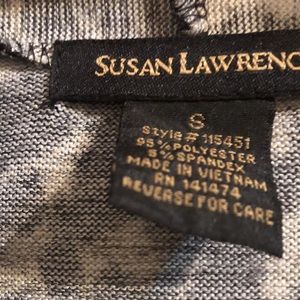 SUSAN LAWRENC
S
STYLE # 115451
95% POLYESTER
5% SPANDEX
MADE IN VIETNAM
RN 141474
REVERSE FOR CARE